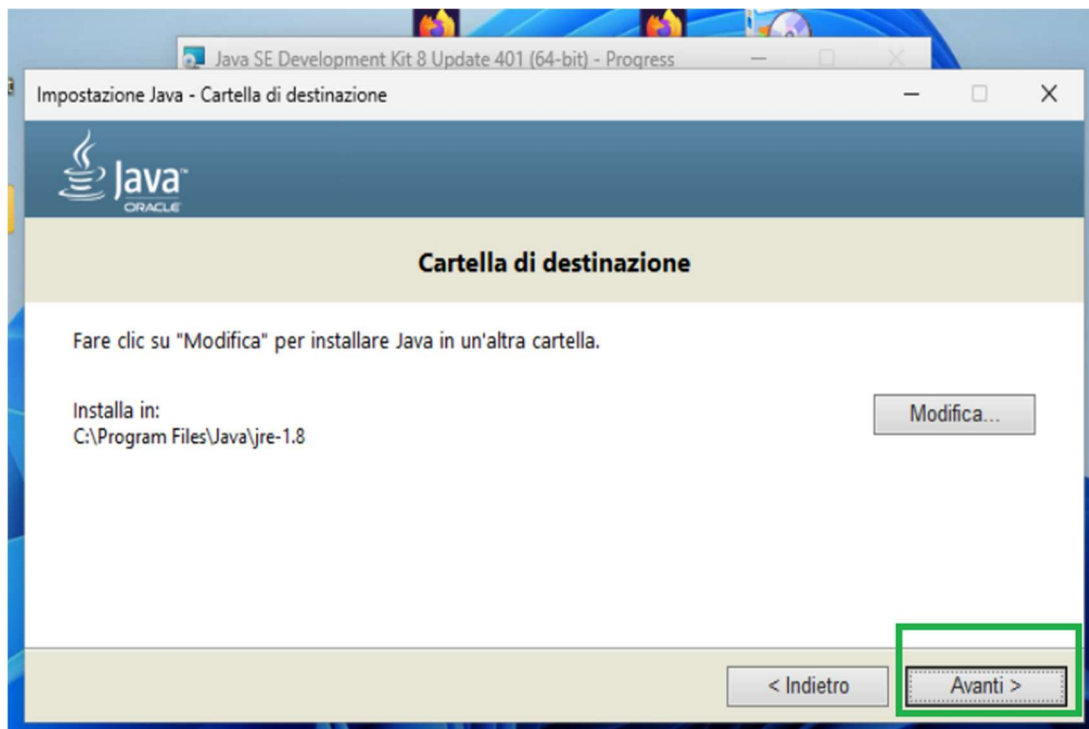 Java SE Development Kit 8 Update 401 (64-bit) - Progress
Impostazione Java - Cartella di destinazione
Java™
ORACLE
Cartella di destinazione
Fare clic su "Modifica" per installare Java in un'altra cartella.
Installa in:
Modifica...
C:\Program Files\Java\jre-1.8
< Indietro
Avanti >